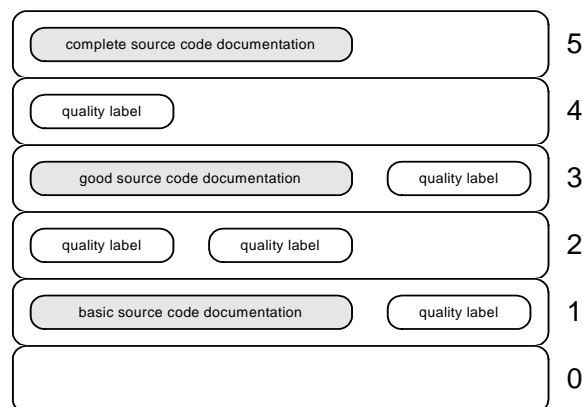 complete source code documentation 5
quality label 4
good source code documentation quality label 3
quality label quality label 2
basic source code documentation quality label 1
0